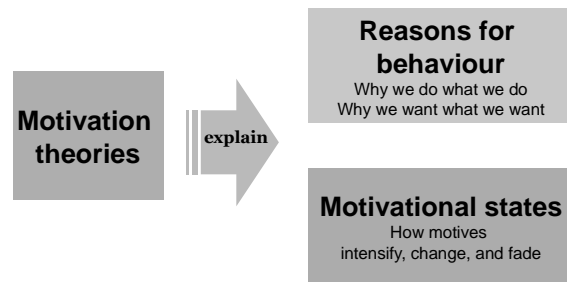 Motivation
theories
explain
Reasons for
behaviour
Why we do what we do
Why we want what we want
Motivational states
How motives
intensify, change, and fade